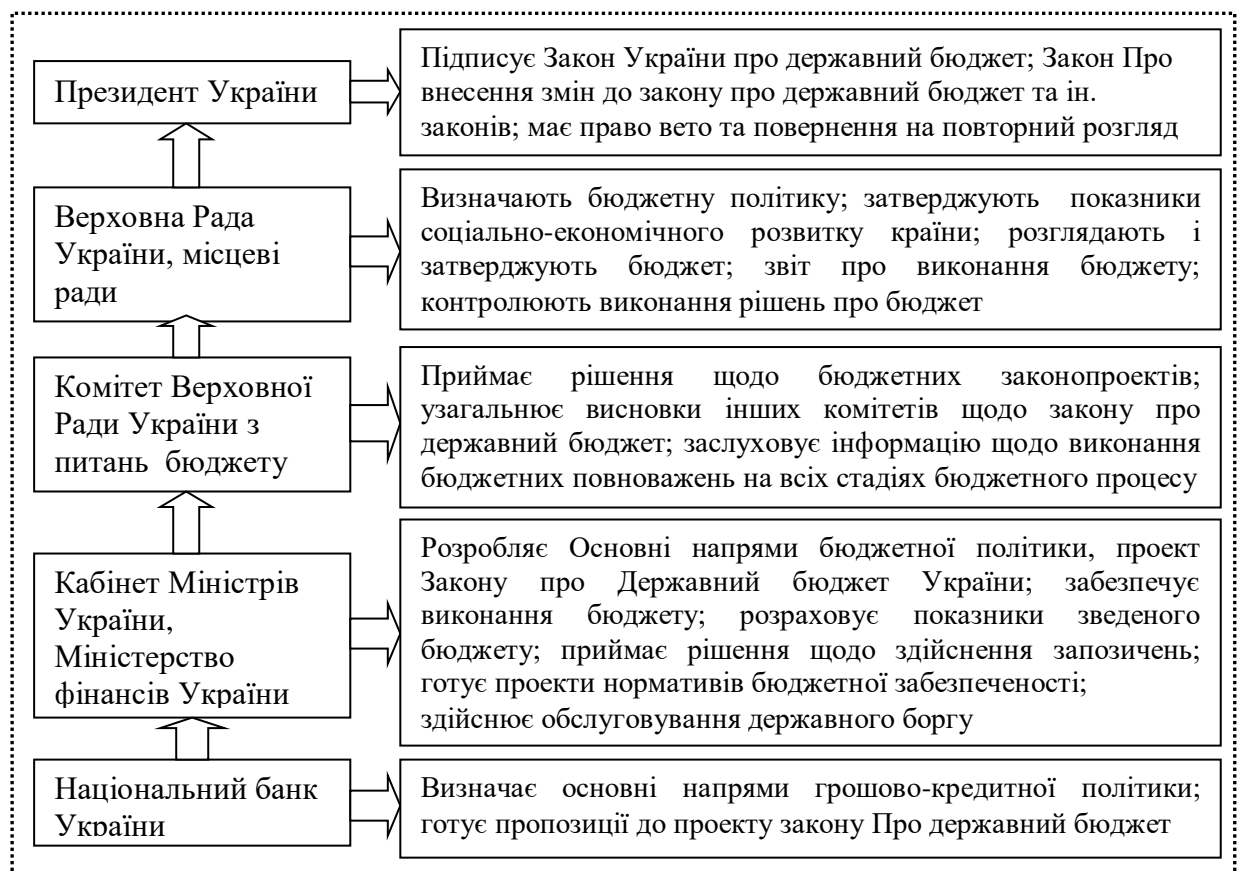 Президент України
Підписує Закон України про державний бюджет; Закон Про
внесення змін до закону про державний бюджет та ін.
законів; має право вето та повернення на повторний розгляд
Верховна Рада
України, місцеві
ради
Визначають бюджетну політику; затверджують показники
соціально-економічного розвитку країни; розглядають і
затверджують бюджет; звіт про виконання бюджету;
контролюють виконання рішень про бюджет
Комітет Верховної
Ради України з
питань бюджету
Приймає рішення щодо бюджетних законопроектів;
узагальнює висновки інших комітетів щодо закону про
державний бюджет; заслуховує інформацію щодо виконання
бюджетних повноважень на всіх стадіях бюджетного процесу
Кабінет Міністрів
України,
Міністерство
фінансів України
Розробляє Основні напрями бюджетної політики, проект
Закону про Державний бюджет України; забезпечує
виконання бюджету; розраховує показники зведеного
бюджету; приймає рішення щодо здійснення запозичень;
готує проекти нормативів бюджетної забезпеченості;
здійснює обслуговування державного боргу
Національний банк
України
Визначає основні напрями грошово-кредитної політики;
готує пропозиції до проекту закону Про державний бюджет